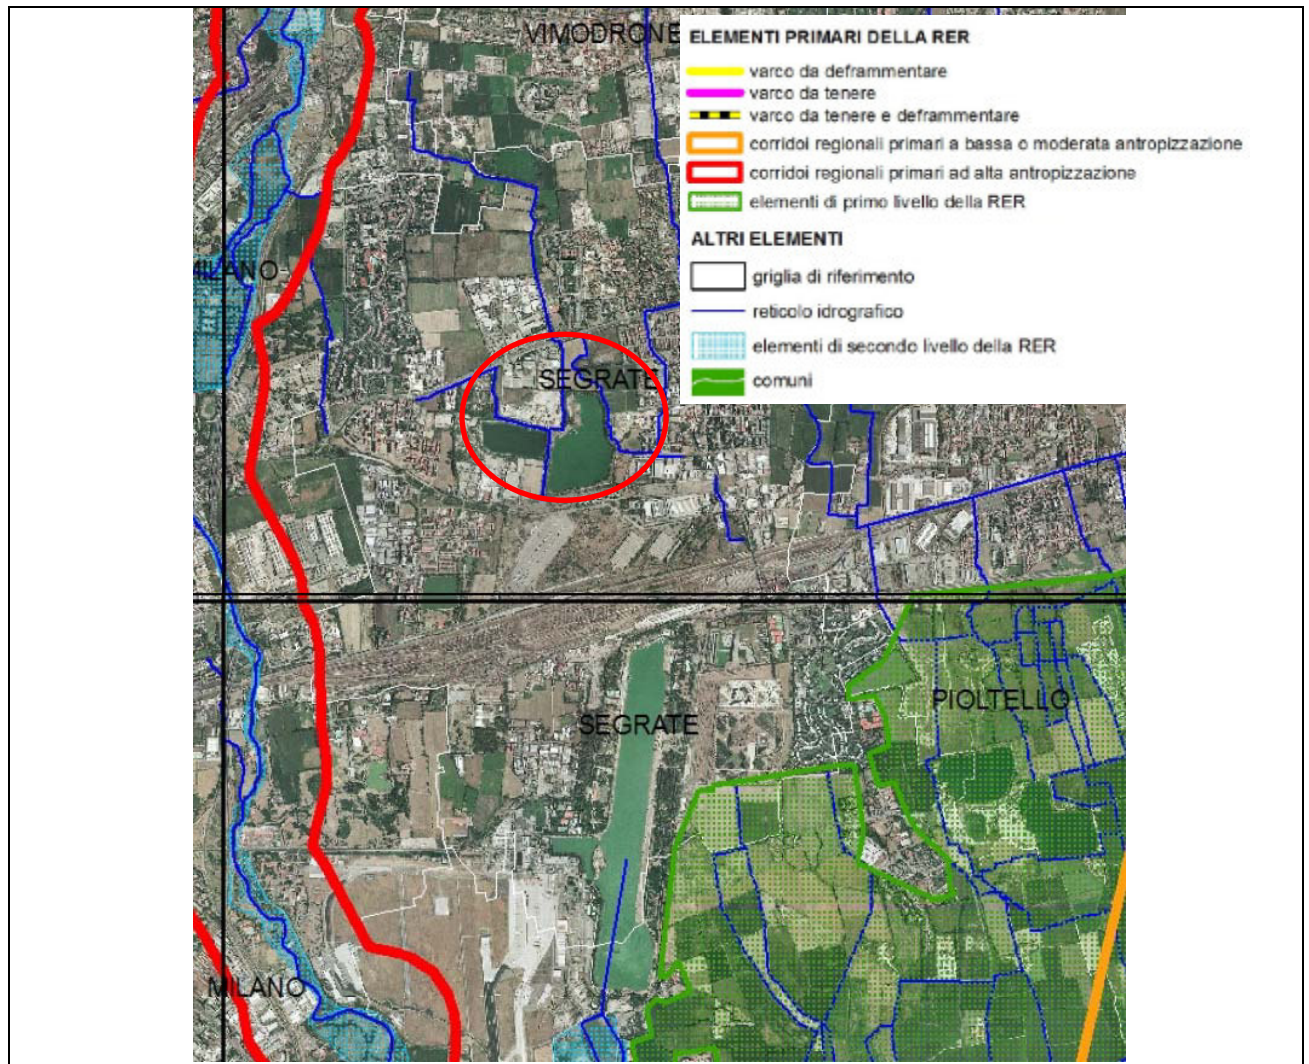 VIMODRONE
ELEMENTI PRIMARI DELLA RER
varco da deframmentare
varco da tenere
varco da tenere e deframmentare
corridoi regionali primari a bassa o moderata antropizzazione
corridoi regionali primari ad alta antropizzazione
elementi di primo livello della RER
ALTRI ELEMENTI
griglia di riferimento
reticolo idrografico
elementi di secondo livello della RER
comuni
MILANO
SEGRATE
PIOLTELLO
SEGRATE
MILANO